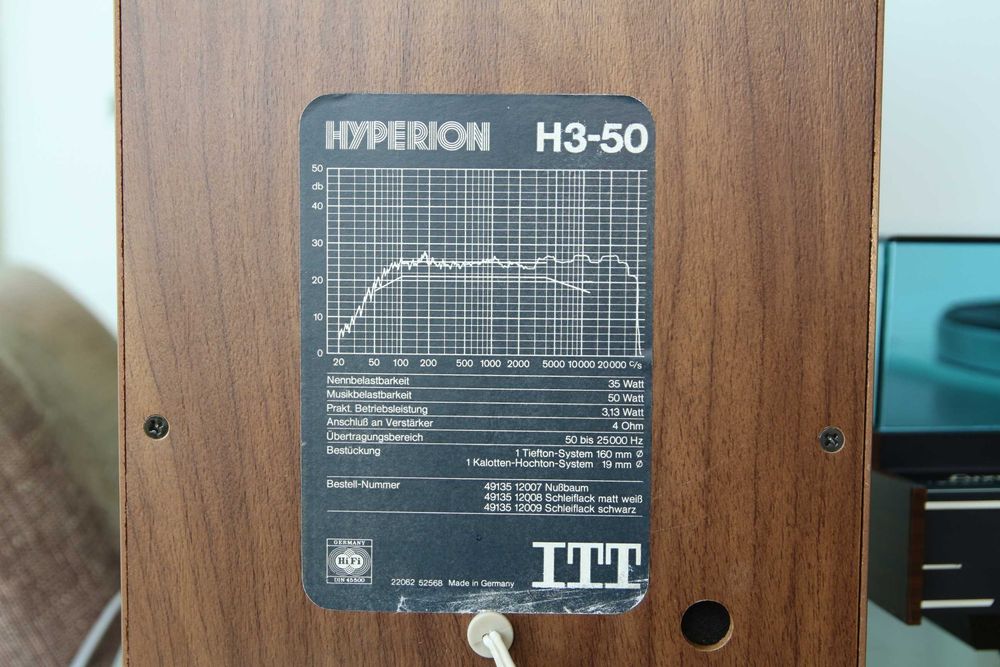 HYPERION H3-50
50
db
40
30
20
10
0
20 50 100 200 500 1000 2000 5000 10000 20000 c/s
Nennbelastbarkeit 35 Watt
Musikbelastbarkeit 50 Watt
Prakt. Betriebsleistung 3,13 Watt
Anschluß an Verstärker 4 Ohm
Übertragungsbereich 50 bis 25000 Hz
Bestückung 1 Tiefton-System 160 mm Ø
1 Kalotten-Hochton-System 19 mm Ø
Bestell-Nummer 49135 12007 Nußbaum
49135 12008 Schleiflack matt weiß
49135 12009 Schleiflack schwarz
GERMANY
HiFi
DIN 45500
22062 52568 Made in Germany
ITT